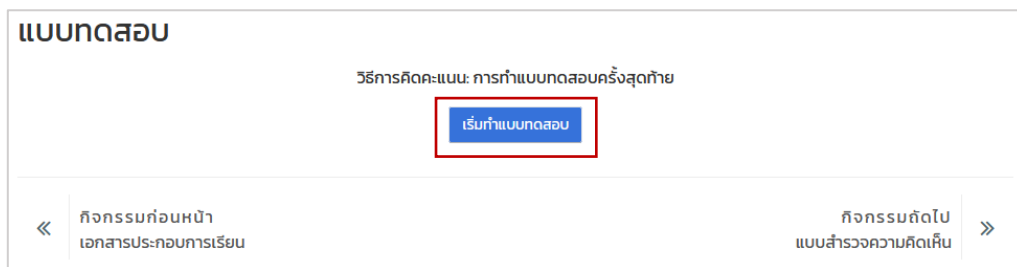 แบบทดสอบ
วิธีการคิดคะแนน: การทำแบบทดสอบครั้งสุดท้าย
เริ่มทำแบบทดสอบ
กิจกรรมก่อนหน้า
เอกสารประกอบการเรียน
กิจกรรมถัดไป
แบบสำรวจความคิดเห็น